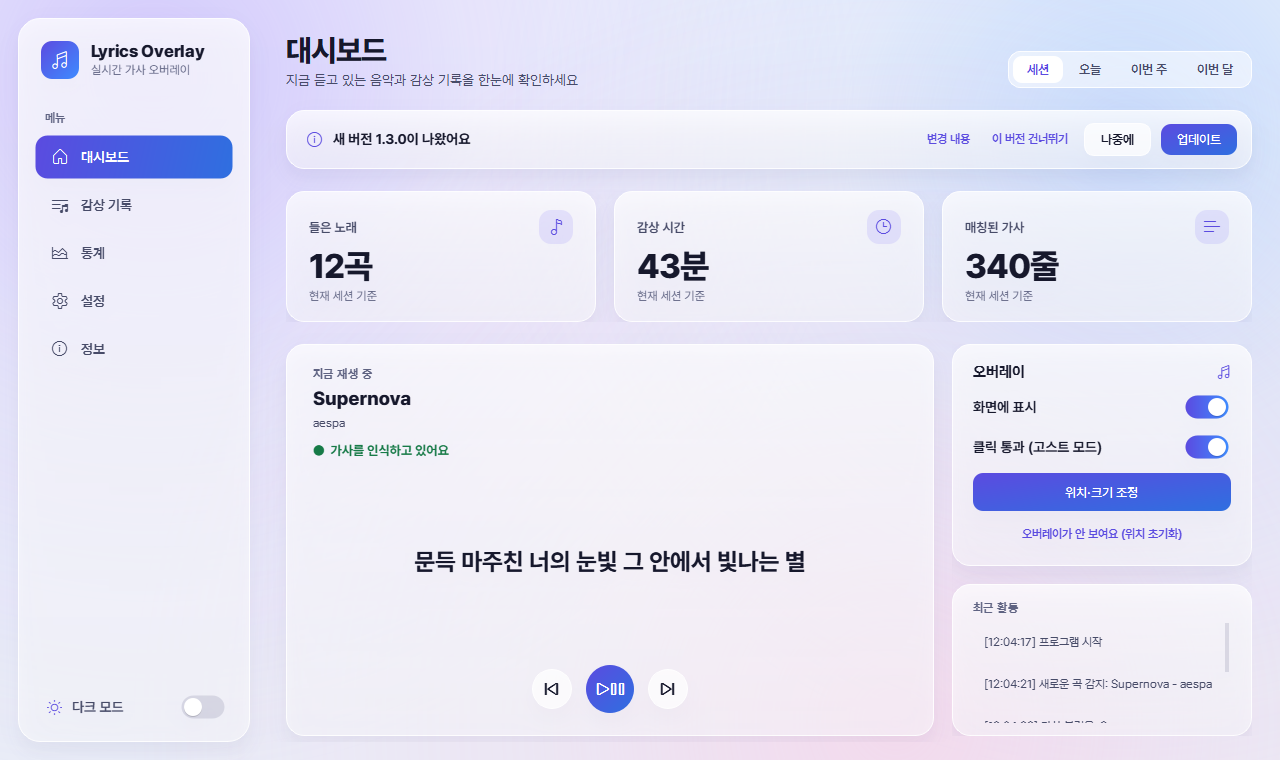 Lyrics Overlay
실시간 가사 오버레이
메뉴
대시보드
감상 기록
통계
설정
정보
다크 모드
대시보드
지금 듣고 있는 음악과 감상 기록을 한눈에 확인하세요
세션 오늘 이번 주 이번 달
새 버전 1.3.0이 나왔어요 변경 내용 이 버전 건너뛰기 나중에 업데이트
들은 노래
12곡
현재 세션 기준
감상 시간
43분
현재 세션 기준
매칭된 가사
340줄
현재 세션 기준
지금 재생 중
Supernova
aespa
가사를 인식하고 있어요
문득 마주친 너의 눈빛 그 안에서 빛나는 별
오버레이
화면에 표시
클릭 통과 (고스트 모드)
위치·크기 조정
오버레이가 안 보여요 (위치 초기화)
최근 활동
[12:04:17] 프로그램 시작
[12:04:21] 새로운 곡 감지: Supernova - aespa